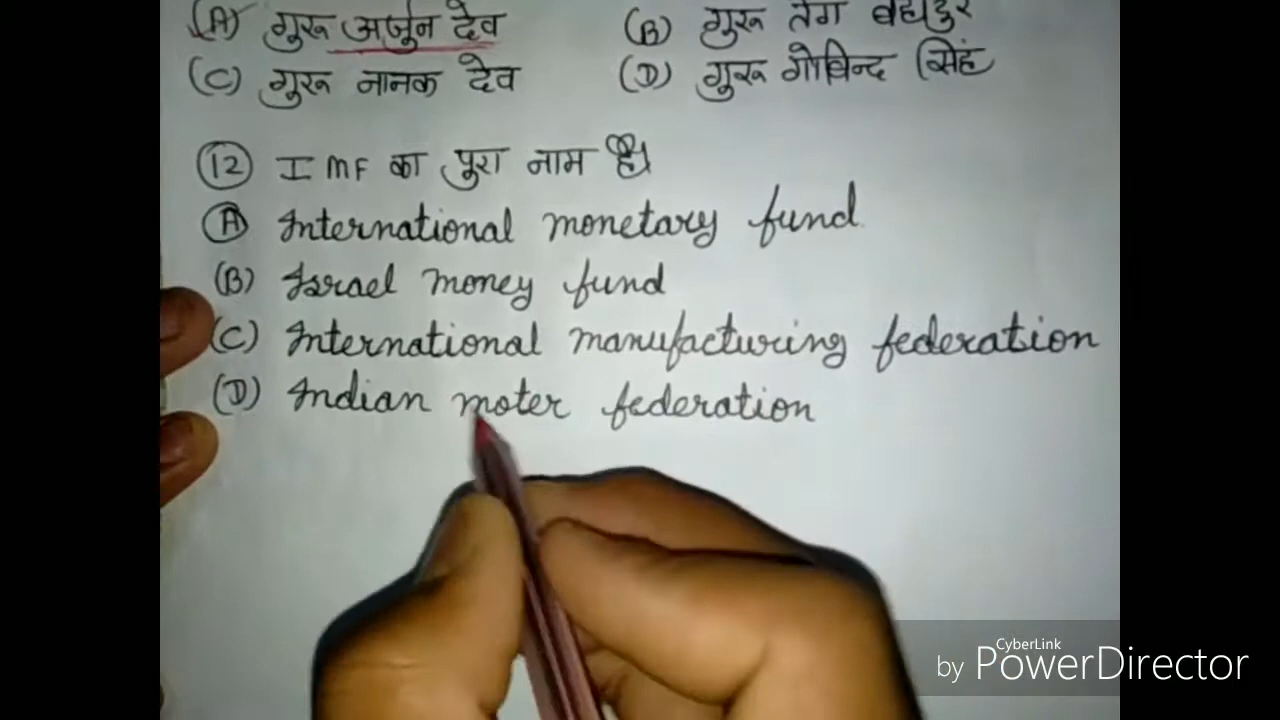 (A) गुरू अर्जुन देव (B) गुरू तेग बहादुर
(C) गुरू नानक देव (D) गुरू गोविन्द सिंह
(12) IMF का पुरा नाम है।
(A) International monetary fund
(B) Israel money fund
(C) International manufacturing federation
(D) Indian moter federation
CyberLink
by PowerDirector